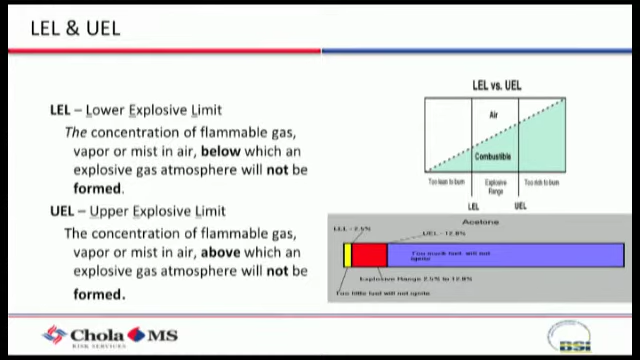 LEL & UEL
LEL – Lower Explosive Limit
The concentration of flammable gas,
vapor or mist in air, below which an
explosive gas atmosphere will not be
formed.
UEL – Upper Explosive Limit
The concentration of flammable gas,
vapor or mist in air, above which an
explosive gas atmosphere will not be
formed.
LEL vs. UEL
Air
Combustible
Too lean to burn
Explosive
Range
Too rich to burn
LEL
UEL
Acetone
LEL - 2.5%
UEL - 12.8%
Too much fuel will not
ignite
Explosive Range 2.5% to 12.8%
Too little fuel will not ignite
Chola MS
RISK SERVICES
BSI